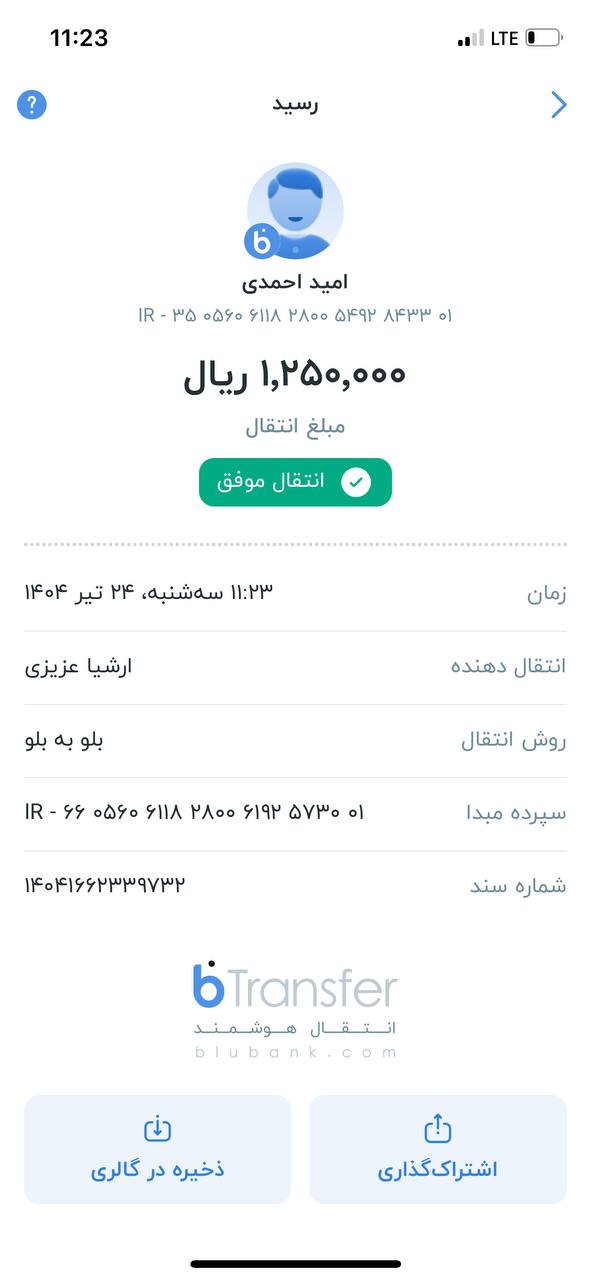 11:23
LTE
?
رسید
b
امید احمدی
IR - ۳۵ ۰۵۶۰ ۶۱۱۸ ۲۸۰۰ ۵۴۹۲ ۸۴۳۳ ۰۱
۱,۲۵۰,۰۰۰ ریال
مبلغ انتقال
انتقال موفق
زمان
۱۱:۲۳ سه‌شنبه، ۲۴ تیر ۱۴۰۴
انتقال دهنده
ارشیا عزیزی
روش انتقال
بلو به بلو
سپرده مبدا
IR - ۶۶ ۰۵۶۰ ۶۱۱۸ ۲۸۰۰ ۶۱۹۲ ۵۷۳۰ ۰۱
شماره سند
۱۴۰۴۱۶۶۲۳۳۹۷۳۲
bTransfer
انـتـقـال هـوشـمـنـد
blubank.com
اشتراک‌گذاری
ذخیره در گالری